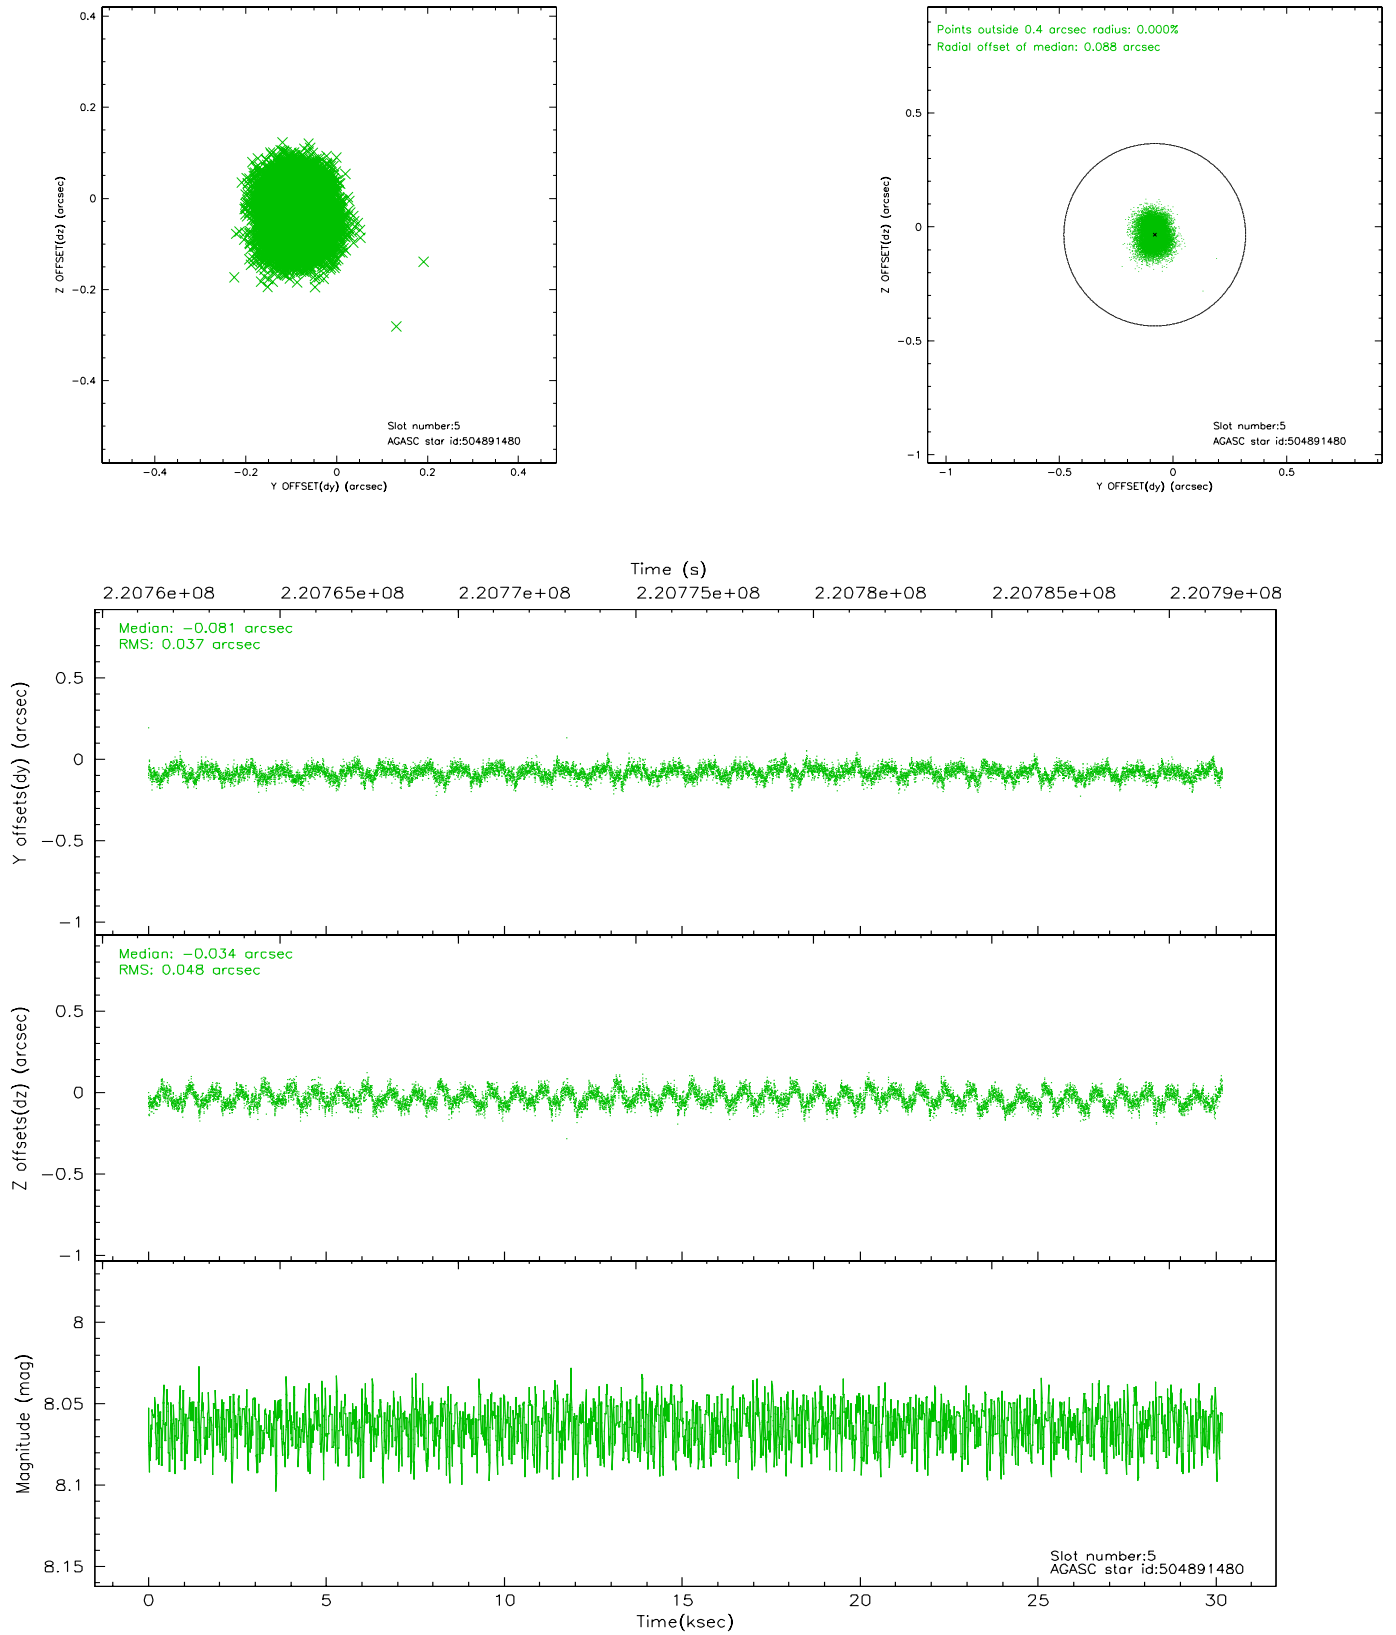 0.4
0.2
0
−0.2
−0.4
Z OFFSET(dz) (arcsec)
Slot number:5
AGASC star id:504891480
−0.4
−0.2
0
0.2
0.4
Y OFFSET(dy) (arcsec)
Points outside 0.4 arcsec radius: 0.000%
Radial offset of median: 0.088 arcsec
0.5
0
−0.5
−1
Z OFFSET(dz) (arcsec)
Slot number:5
AGASC star id:504891480
−1
−0.5
0
0.5
Y OFFSET(dy) (arcsec)
Time (s)
2.2076e+08
2.20765e+08
2.2077e+08
2.20775e+08
2.2078e+08
2.20785e+08
2.2079e+08
Median: −0.081 arcsec
RMS: 0.037 arcsec
0.5
0
−0.5
−1
Y offsets(dy) (arcsec)
Median: −0.034 arcsec
RMS: 0.048 arcsec
0.5
0
−0.5
−1
Z offsets(dz) (arcsec)
8
8.05
8.1
8.15
Magnitude (mag)
Slot number:5
AGASC star id:504891480
0
5
10
15
20
25
30
Time(ksec)